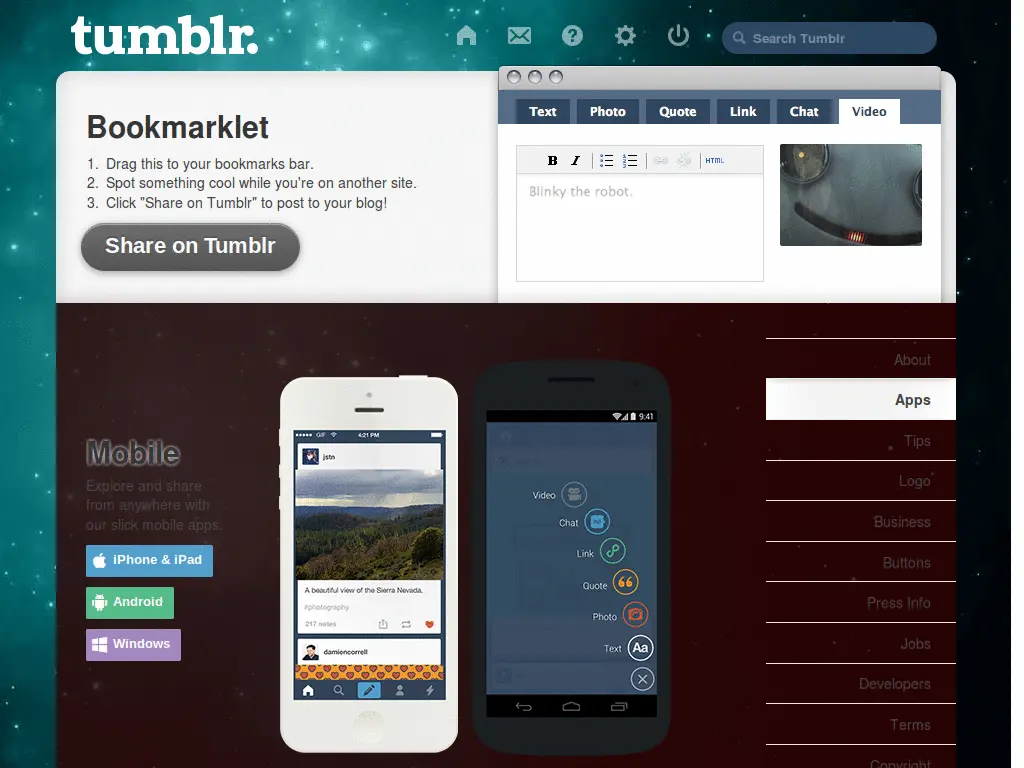 tumblr.
Search Tumblr
Bookmarklet
1. Drag this to your bookmarks bar.
2. Spot something cool while you're on another site.
3. Click "Share on Tumblr" to post to your blog!
Share on Tumblr
Text Photo Quote Link Chat Video
B I HTML
Blinky the robot.
Mobile
Explore and share
from anywhere with
our slick mobile apps.
iPhone & iPad
Android
Windows
GIF 4:21 PM
jstn
A beautiful view of the Sierra Nevada.
#photography
217 notes
damiencorrell
9:41
Video
Chat
Link
Quote
Photo
Text Aa
About
Apps
Tips
Logo
Business
Buttons
Press Info
Jobs
Developers
Terms
Copyright